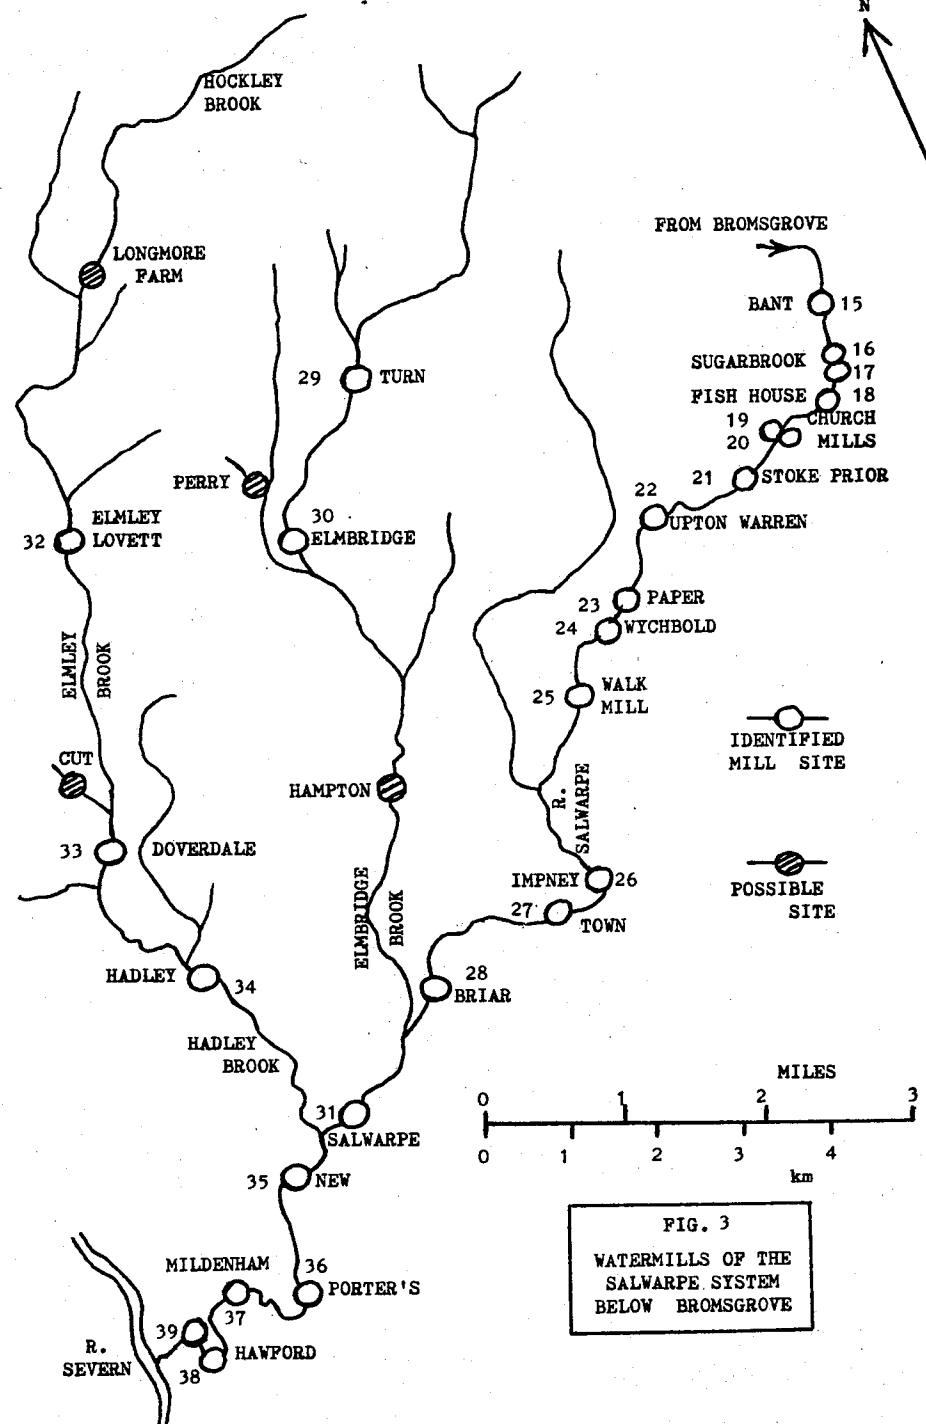 N
HOCKLEY
BROOK
FROM BROMSGROVE
LONGMORE
FARM
BANT 15
SUGARBROOK 16
17
FISH HOUSE 18
19 CHURCH
20 MILLS
29 TURN
21 STOKE PRIOR
PERRY
22
UPTON WARREN
30
ELMBRIDGE
ELMLEY
32 LOVETT
23 PAPER
24 WYCHBOLD
ELMLEY
BROOK
25 WALK
MILL
IDENTIFIED
MILL SITE
CUT
HAMPTON
R.
SALWARPE
33 DOVERDALE
POSSIBLE
SITE
IMPNEY 26
27
TOWN
ELMBRIDGE
BROOK
HADLEY 34
28
BRIAR
HADLEY
BROOK
MILES
0 1 2 3
0 1 2 3 4
km
31
SALWARPE
35 NEW
FIG. 3
WATERMILLS OF THE
SALWARPE SYSTEM
BELOW BROMSGROVE
MILDENHAM
36
PORTER'S
37
39
HAWFORD
38
R.
SEVERN